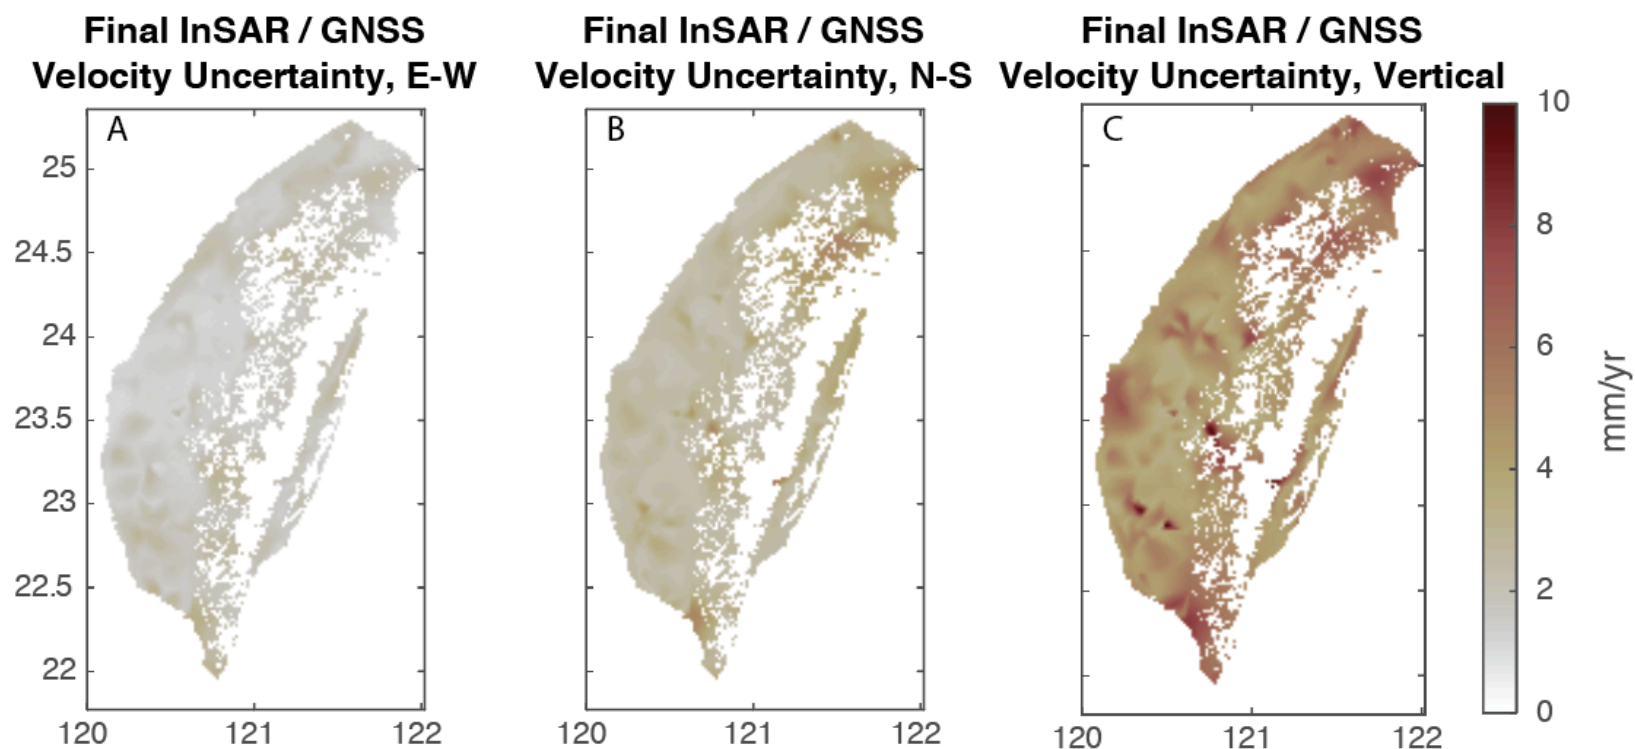 Final InSAR / GNSS
Velocity Uncertainty, E-W
Final InSAR / GNSS
Velocity Uncertainty, N-S
Final InSAR / GNSS
Velocity Uncertainty, Vertical
A
B
C
25
24.5
24
23.5
23
22.5
22
120
121
122
120
121
122
120
121
122
10
8
6
4
2
0
mm/yr